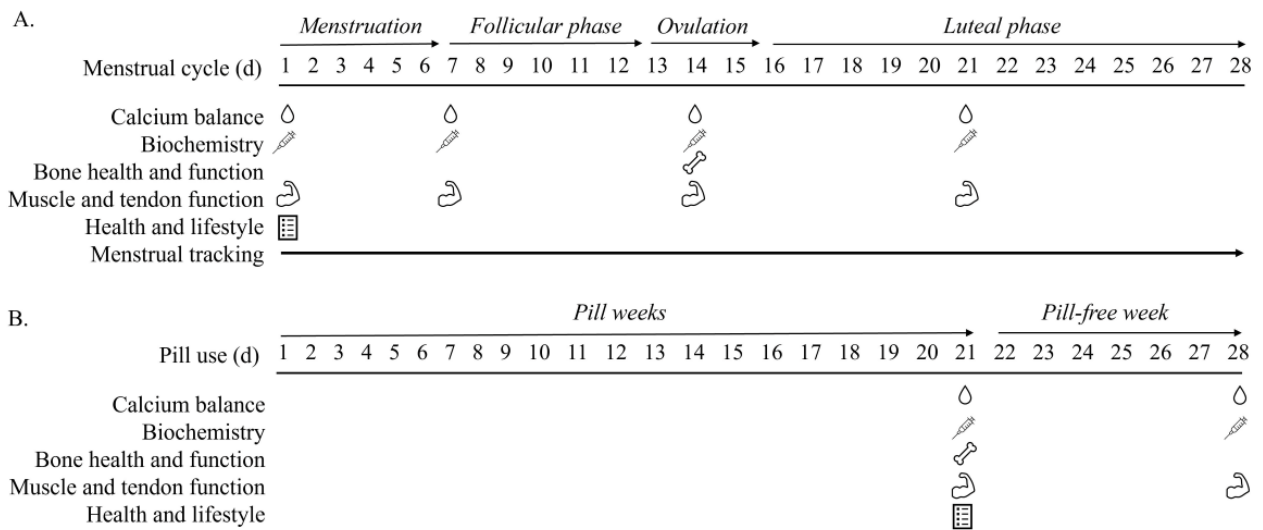 A.
Menstruation Follicular phase Ovulation Luteal phase
Menstrual cycle (d) 1 2 3 4 5 6 7 8 9 10 11 12 13 14 15 16 17 18 19 20 21 22 23 24 25 26 27 28
Calcium balance
Biochemistry
Bone health and function
Muscle and tendon function
Health and lifestyle
Menstrual tracking
B.
Pill weeks Pill-free week
Pill use (d) 1 2 3 4 5 6 7 8 9 10 11 12 13 14 15 16 17 18 19 20 21 22 23 24 25 26 27 28
Calcium balance
Biochemistry
Bone health and function
Muscle and tendon function
Health and lifestyle